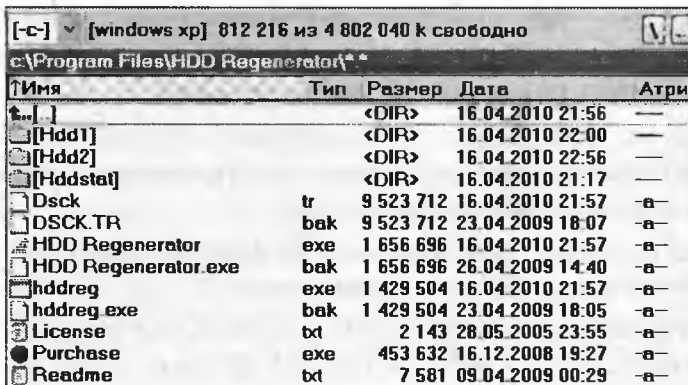 [-c-] [windows xp] 812 216 из 4 802 040 k свободно \ ..
c:\Program Files\HDD Regenerator\*.*
↑Имя Тип Размер Дата Атри
[..] <DIR> 16.04.2010 21:56 —
[Hdd1] <DIR> 16.04.2010 22:00 —
[Hdd2] <DIR> 16.04.2010 22:56 —
[Hddstat] <DIR> 16.04.2010 21:17 —
Dsck tr 9 523 712 16.04.2010 21:57 -a—
DSCK.TR bak 9 523 712 23.04.2009 18:07 -a—
HDD Regenerator exe 1 656 696 16.04.2010 21:57 -a—
HDD Regenerator.exe bak 1 656 696 26.04.2009 14:40 -a—
hddreg exe 1 429 504 16.04.2010 21:57 -a—
hddreg.exe bak 1 429 504 23.04.2009 18:05 -a—
License txt 2 143 28.05.2005 23:55 -a—
Purchase exe 453 632 16.12.2008 19:27 -a—
Readme txt 7 581 09.04.2009 00:29 -a—